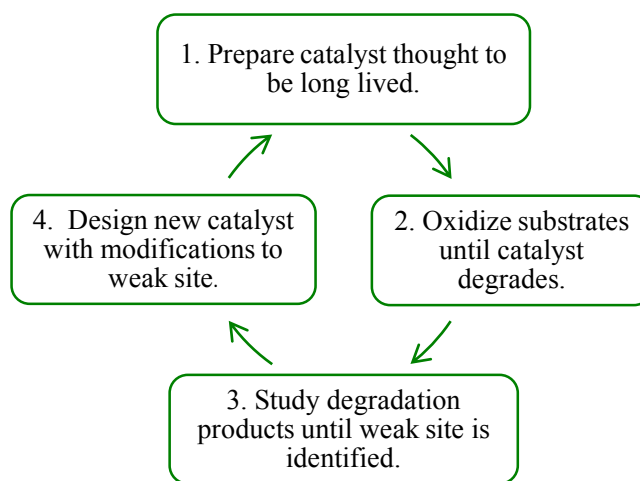 1. Prepare catalyst thought to
be long lived.
2. Oxidize substrates
until catalyst
degrades.
3. Study degradation
products until weak site is
identified.
4. Design new catalyst
with modifications to
weak site.